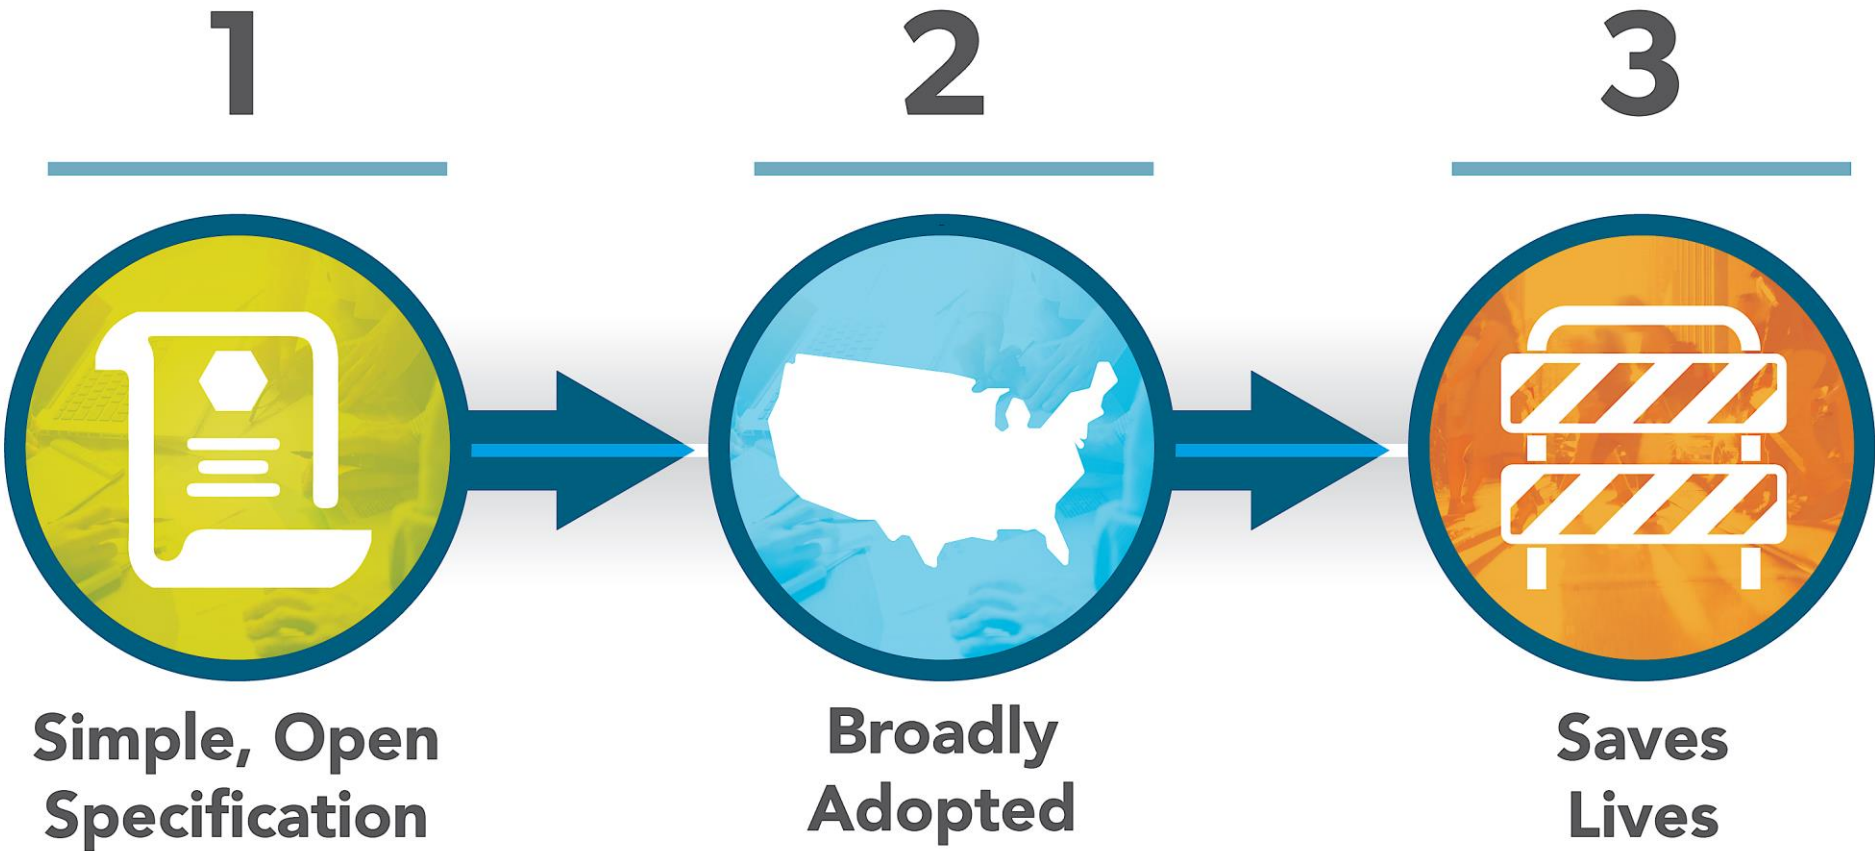 1
2
3
Simple, Open
Specification
Broadly
Adopted
Saves
Lives